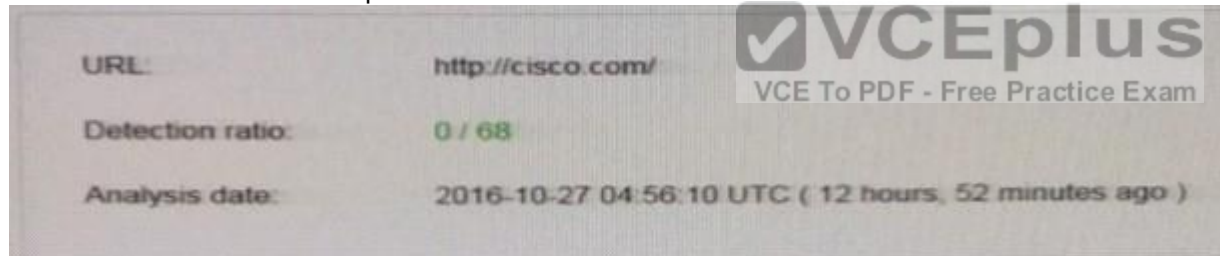 VCEplus
VCE To PDF - Free Practice Exam
URL: http://cisco.com/
Detection ratio: 0 / 68
Analysis date: 2016-10-27 04:56:10 UTC ( 12 hours, 52 minutes ago )